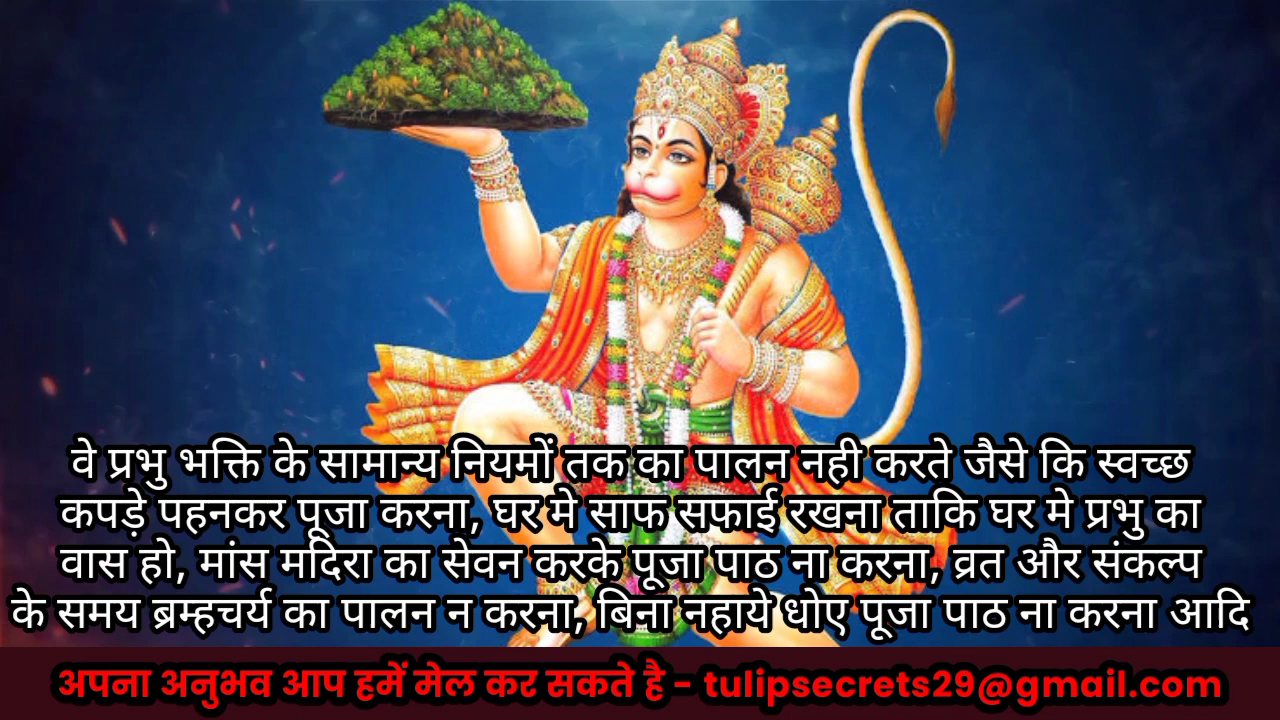 वे प्रभु भक्ति के सामान्य नियमों तक का पालन नही करते जैसे कि स्वच्छ
कपड़े पहनकर पूजा करना, घर मे साफ सफाई रखना ताकि घर मे प्रभु का
वास हो, मांस मदिरा का सेवन करके पूजा पाठ ना करना, व्रत और संकल्प
के समय ब्रम्हचर्य का पालन न करना, बिना नहाये धोए पूजा पाठ ना करना आदि
अपना अनुभव आप हमें मेल कर सकते है - tulipsecrets29@gmail.com